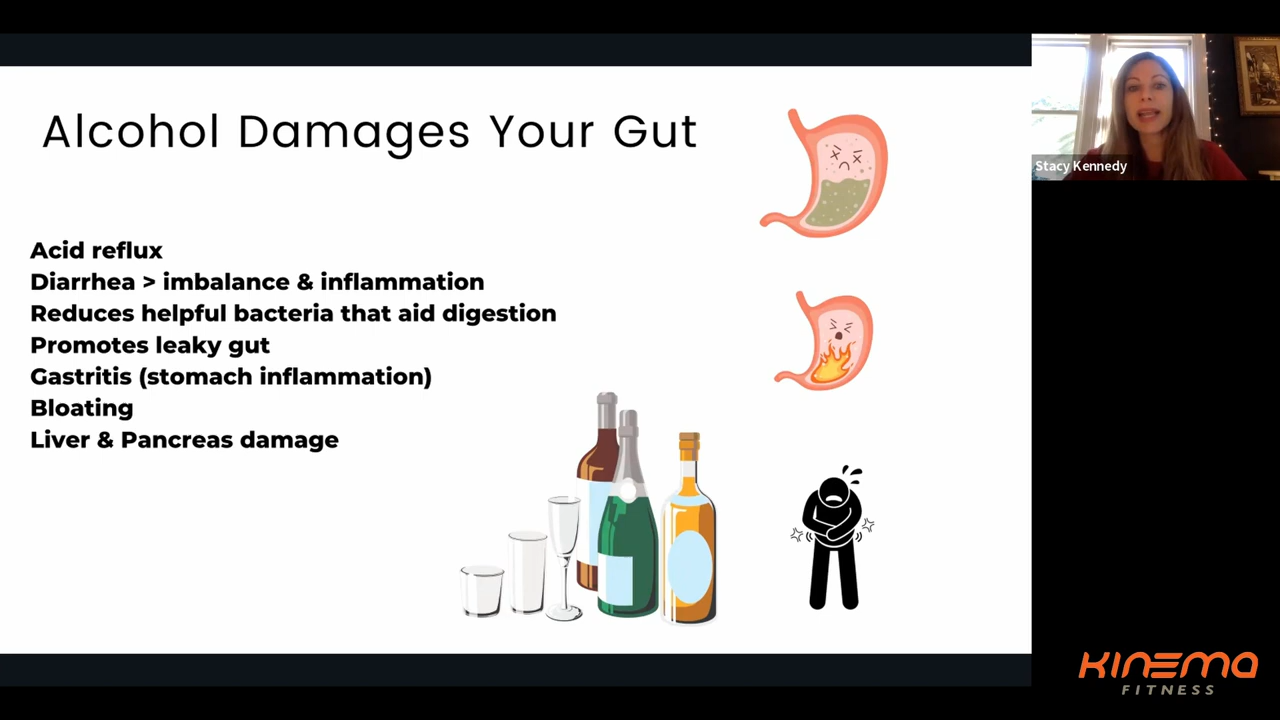 Alcohol Damages Your Gut
Acid reflux
Diarrhea > imbalance & inflammation
Reduces helpful bacteria that aid digestion
Promotes leaky gut
Gastritis (stomach inflammation)
Bloating
Liver & Pancreas damage
Stacy Kennedy
KINEMA
FITNESS